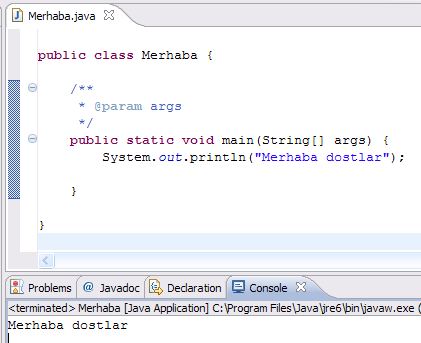 Merhaba.java
public class Merhaba {
/**
* @param args
*/
public static void main(String[] args) {
System.out.println("Merhaba dostlar");
}
}
Problems @ Javadoc Declaration Console
<terminated> Merhaba [Java Application] C:\Program Files\Java\jre6\bin\javaw.exe (
Merhaba dostlar